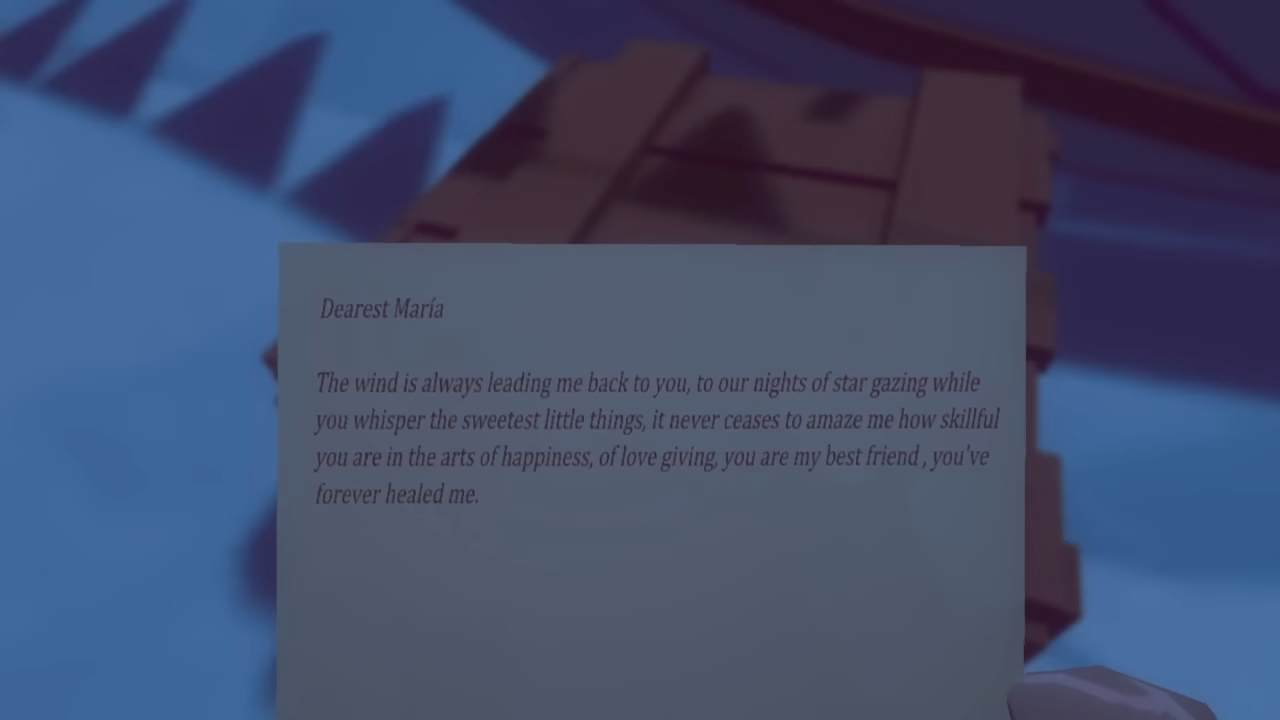 Dearest María
The wind is always leading me back to you, to our nights of star gazing while
you whisper the sweetest little things, it never ceases to amaze me how skillful
you are in the arts of happiness, of love giving, you are my best friend , you've
forever healed me.